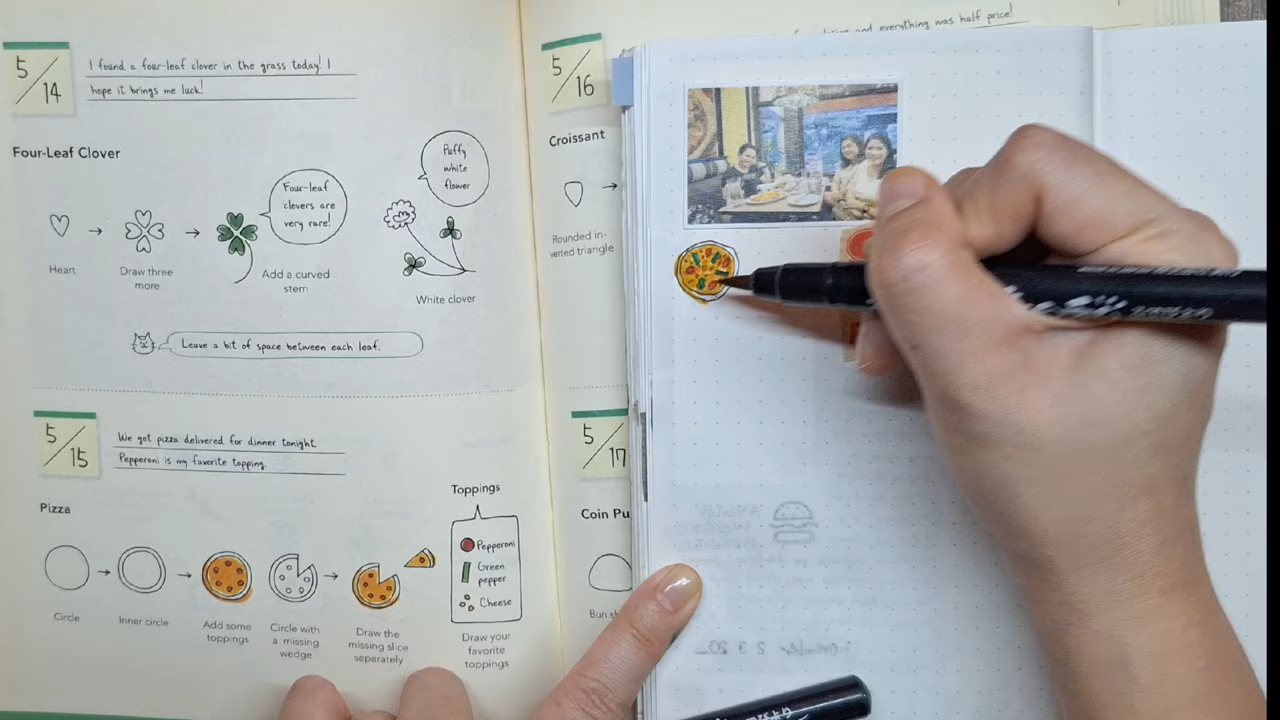 5/14
I found a four-leaf clover in the grass today! I
hope it brings me luck!
Four-Leaf Clover
Four-leaf
clovers are
very rare!
Puffy
white
flower
Heart
Draw three
more
Add a curved
stem
White clover
Leave a bit of space between each leaf.
5/15
We got pizza delivered for dinner tonight.
Pepperoni is my favorite topping.
Pizza
Toppings
Pepperoni
Green
pepper
Cheese
Circle
Inner circle
Add some
toppings
Circle with
a missing
wedge
Draw the
missing slice
separately
Draw your
favorite
toppings
and everything was half price!
5/16
Croissant
Rounded in-
verted triangle
5/17
Coin Pu
Bun